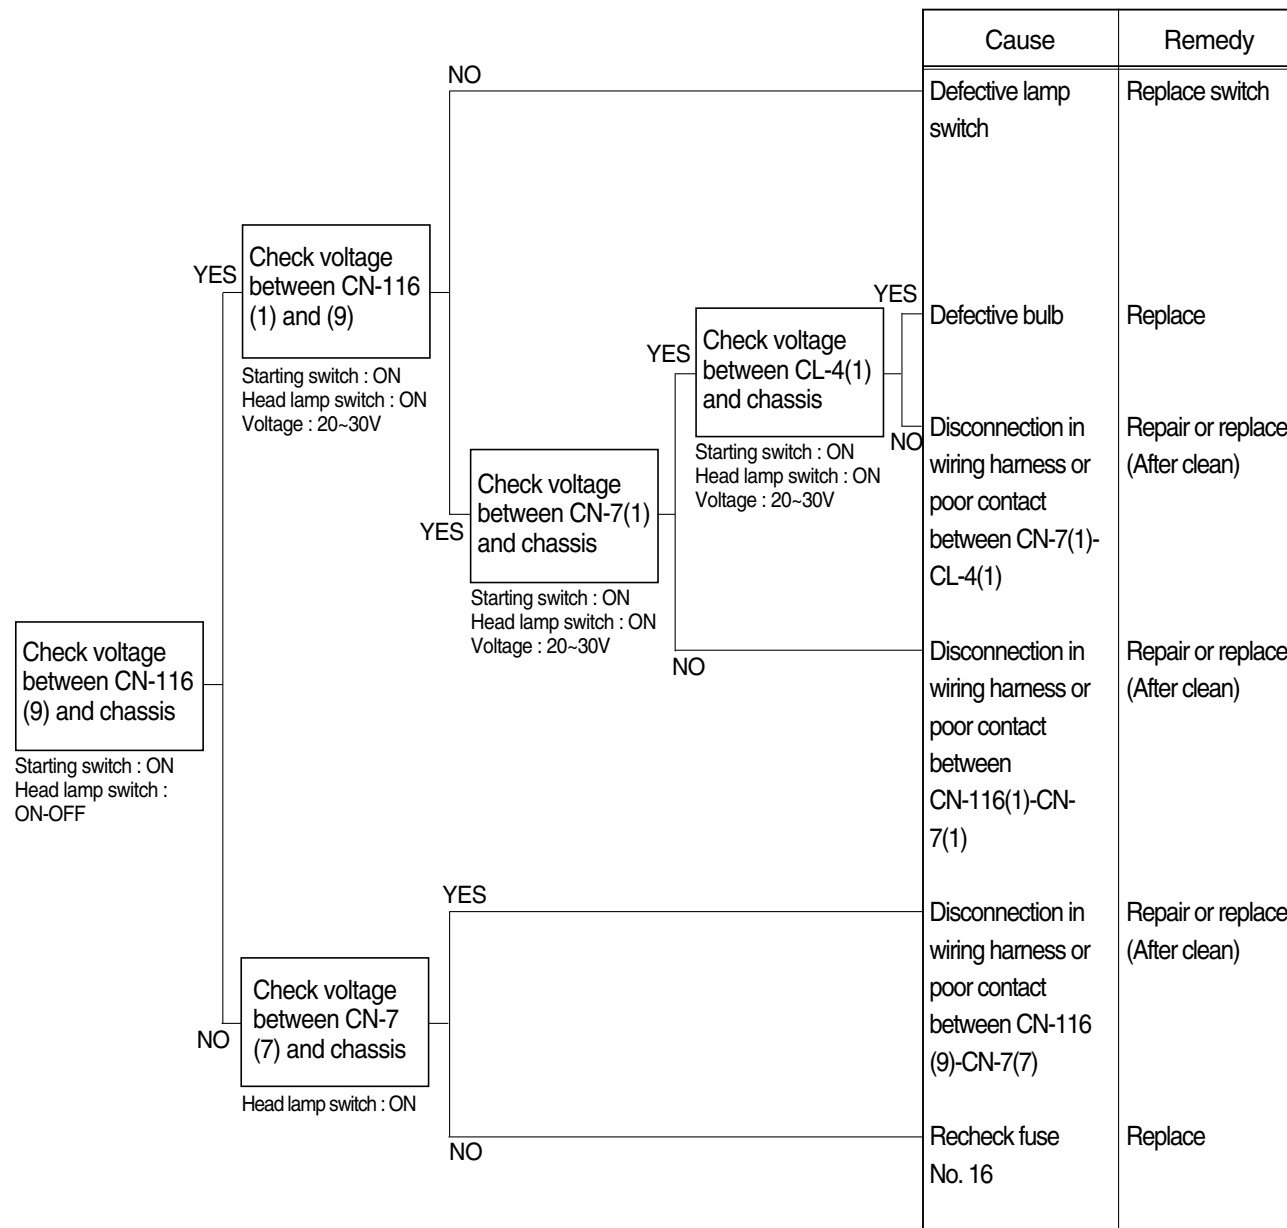 Cause
Remedy
NO
Defective lamp
switch
Replace switch
YES
Check voltage
between CN-116
(1) and (9)
Starting switch : ON
Head lamp switch : ON
Voltage : 20~30V
YES
Defective bulb
Replace
YES
Check voltage
between CL-4(1)
and chassis
Starting switch : ON
Head lamp switch : ON
Voltage : 20~30V
NO
Disconnection in
wiring harness or
poor contact
between CN-7(1)-
CL-4(1)
Repair or replace
(After clean)
YES
Check voltage
between CN-7(1)
and chassis
Starting switch : ON
Head lamp switch : ON
Voltage : 20~30V
NO
Disconnection in
wiring harness or
poor contact
between
CN-116(1)-CN-
7(1)
Repair or replace
(After clean)
Check voltage
between CN-116
(9) and chassis
Starting switch : ON
Head lamp switch :
ON-OFF
YES
Disconnection in
wiring harness or
poor contact
between CN-116
(9)-CN-7(7)
Repair or replace
(After clean)
NO
Check voltage
between CN-7
(7) and chassis
Head lamp switch : ON
NO
Recheck fuse
No. 16
Replace